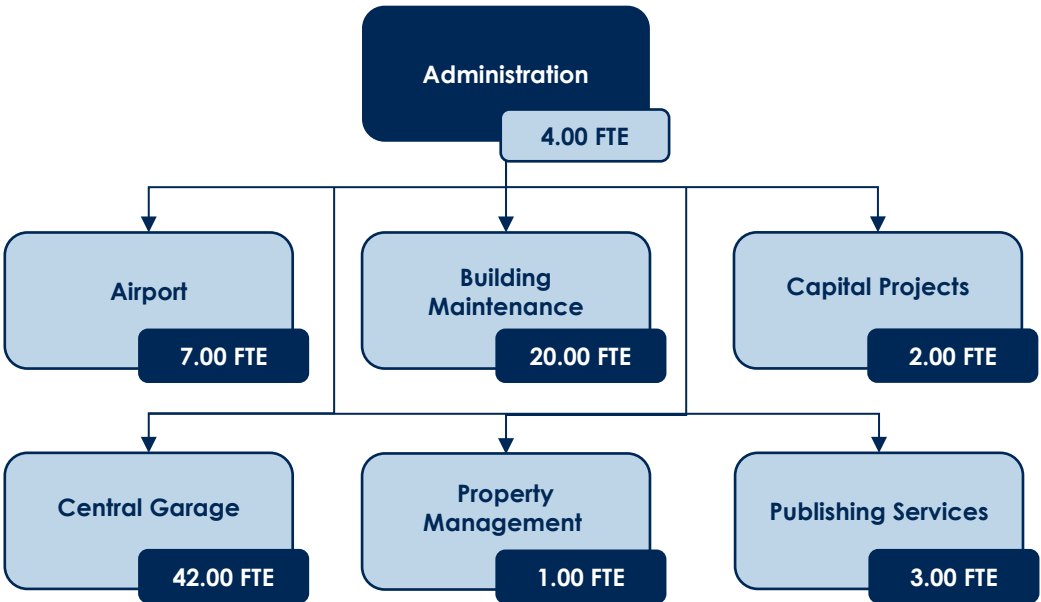 Administration
4.00 FTE
Airport
7.00 FTE
Building
Maintenance
20.00 FTE
Capital Projects
2.00 FTE
Central Garage
42.00 FTE
Property
Management
1.00 FTE
Publishing Services
3.00 FTE